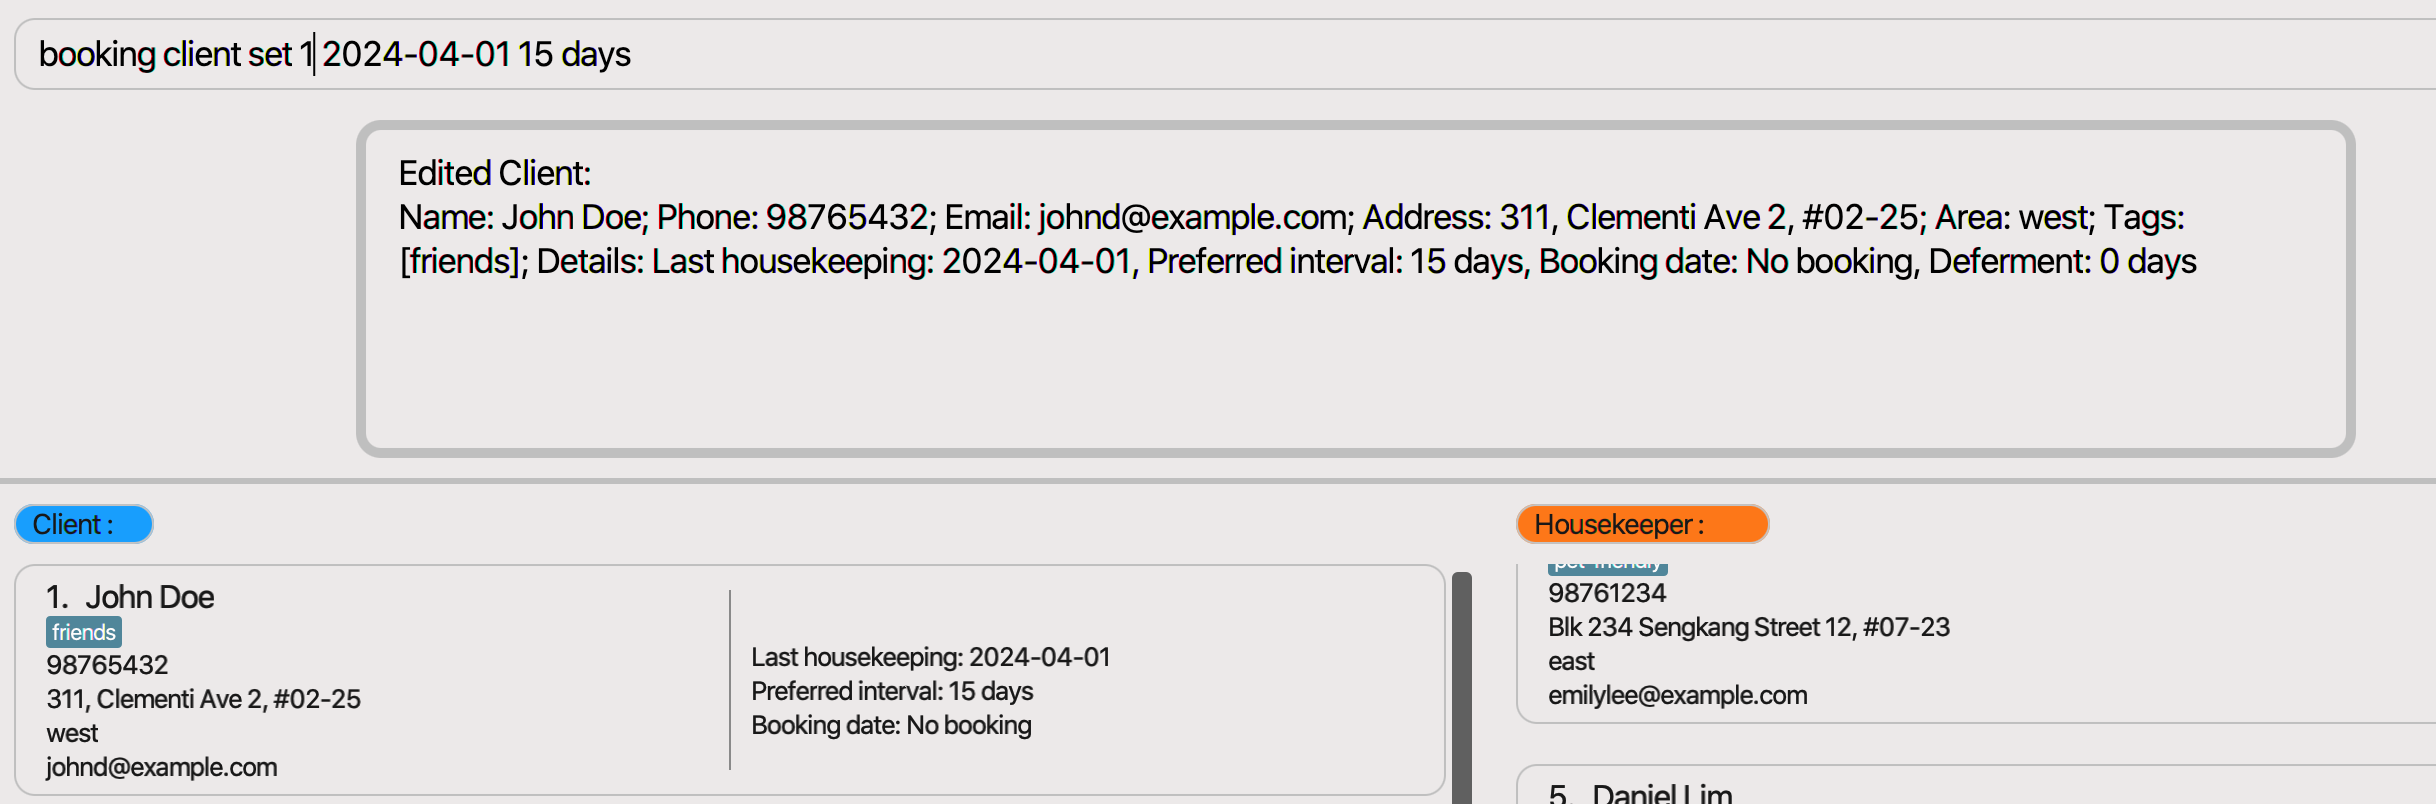 booking client set 1 2024-04-01 15 days
Edited Client:
Name: John Doe; Phone: 98765432; Email: johnd@example.com; Address: 311, Clementi Ave 2, #02-25; Area: west; Tags:
[friends]; Details: Last housekeeping: 2024-04-01, Preferred interval: 15 days, Booking date: No booking, Deferment: 0 days
Client :
1. John Doe
friends
98765432
311, Clementi Ave 2, #02-25
west
johnd@example.com
Last housekeeping: 2024-04-01
Preferred interval: 15 days
Booking date: No booking
Housekeeper :
pet-friendly
98761234
Blk 234 Sengkang Street 12, #07-23
east
emilylee@example.com
5. Daniel Lim